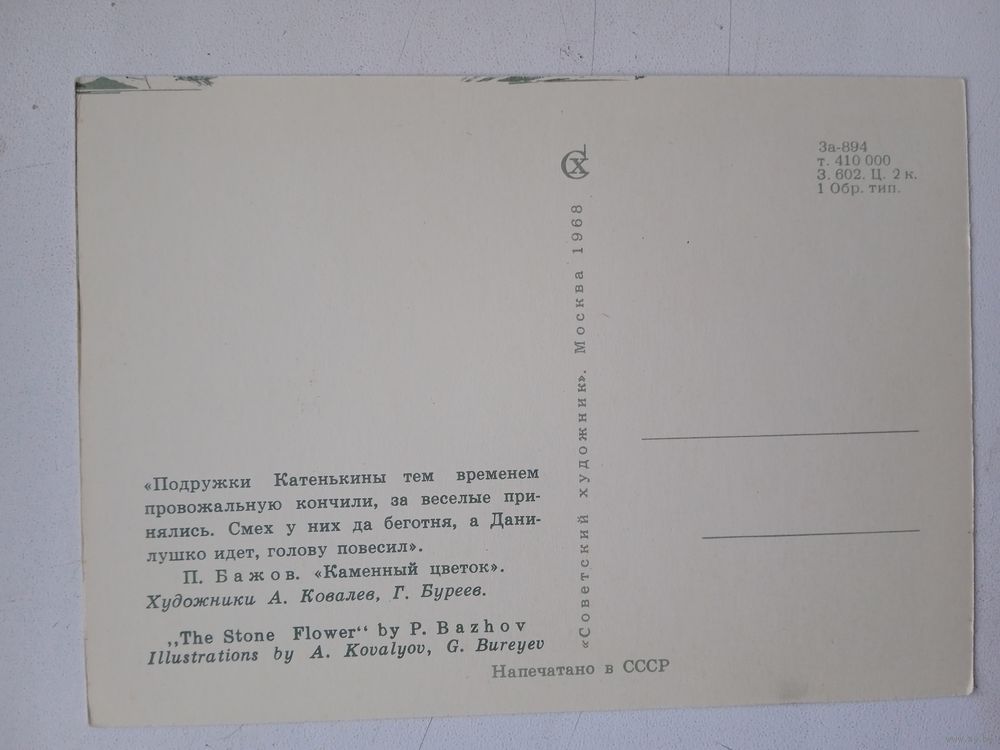 «Подружки Катенькины тем временем
провожальную кончили, за веселые при-
нялись. Смех у них да беготня, а Дани-
лушко идет, голову повесил».
П. Бажов. «Каменный цветок».
Художники А. Ковалев, Г. Буреев.
„The Stone Flower“ by P. Bazhov
Illustrations by A. Kovalyov, G. Bureyev
«Советский художник». Москва 1968
Напечатано в СССР
СХ
За-894
т. 410 000
З. 602. Ц. 2 к.
1 Обр. тип.